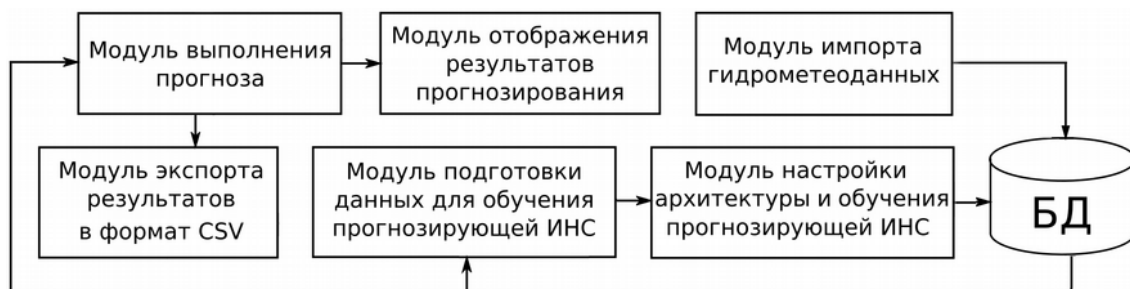 Модуль выполнения
прогноза
Модуль отображения
результатов
прогнозирования
Модуль импорта
гидрометеоданных
Модуль экспорта
результатов
в формат CSV
Модуль подготовки
данных для обучения
прогнозирующей ИНС
Модуль настройки
архитектуры и обучения
прогнозирующей ИНС
БД